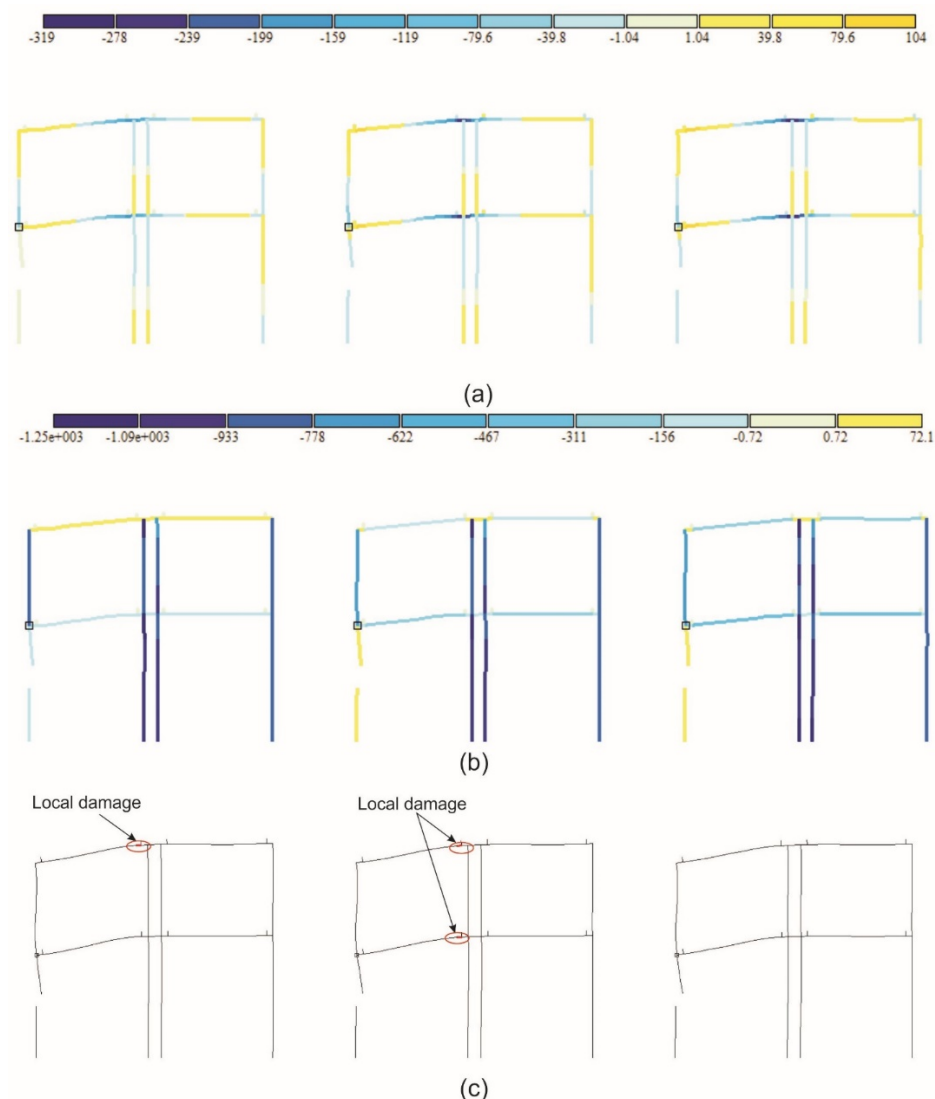 -319 -278 -239 -199 -159 -119 -79.6 -39.8 -1.04 1.04 39.8 79.6 104
(a)
-1.25e+003 -1.09e+003 -933 -778 -622 -467 -311 -156 -0.72 0.72 72.1
(b)
Local damage Local damage
(c)